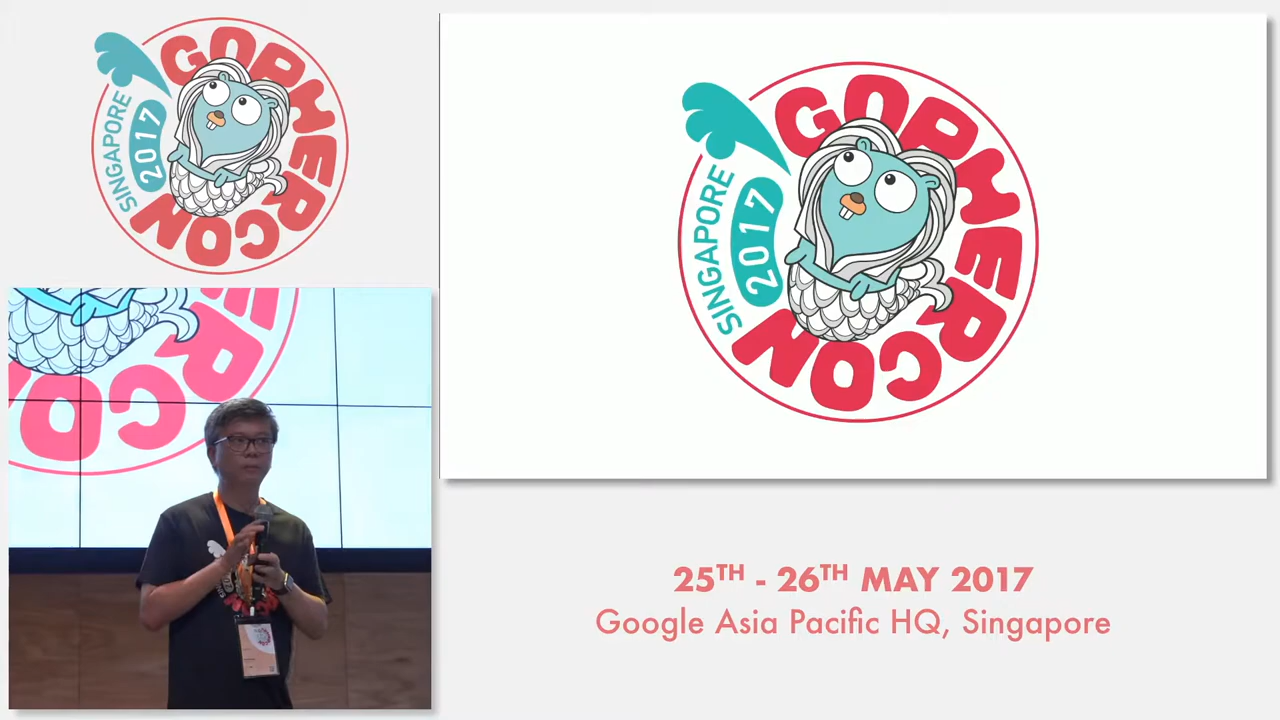 GOPHERCON
SINGAPORE
2017
GOPHERCON
SINGAPORE
2017
25TH - 26TH MAY 2017
Google Asia Pacific HQ, Singapore